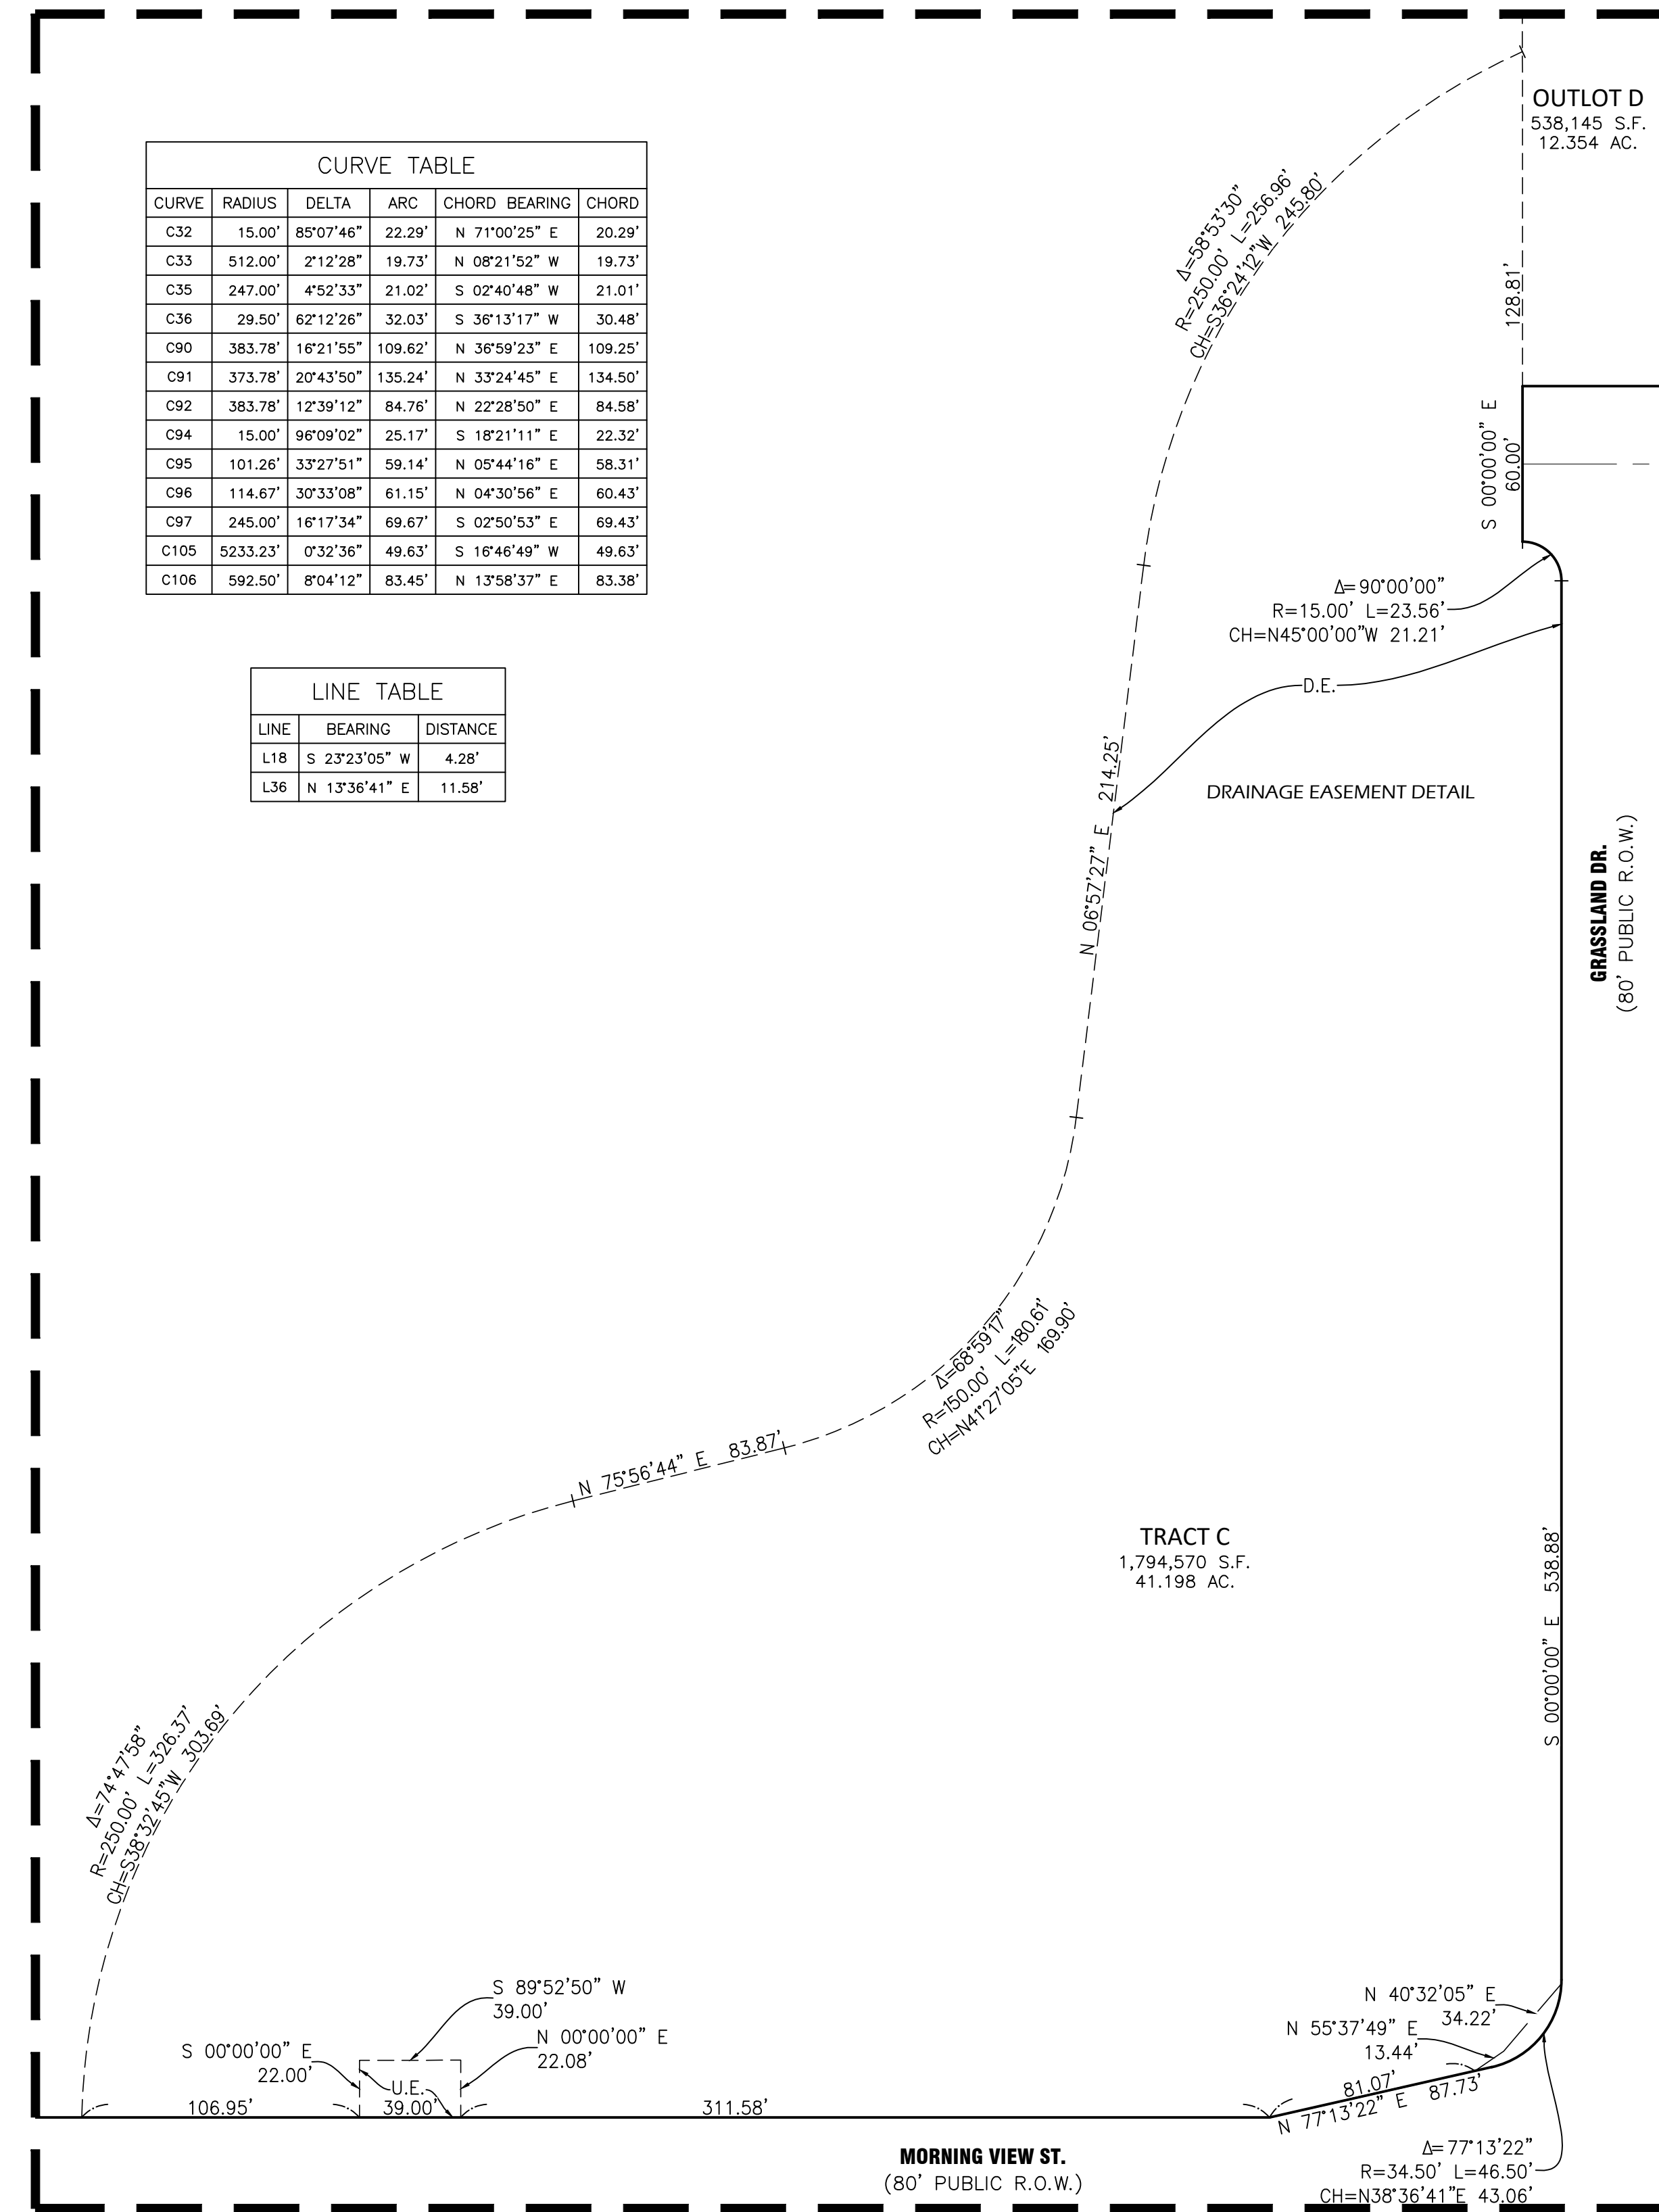 OUTLOT D
538,145 S.F.
12.354 AC.
CURVE TABLE
CURVE RADIUS DELTA ARC CHORD BEARING CHORD
C32 15.00' 85°07'46" 22.29' N 71°00'25" E 20.29'
C33 512.00' 2°12'28" 19.73' N 08°21'52" W 19.73'
C35 247.00' 4°52'33" 21.02' S 02°40'48" W 21.01'
C36 29.50' 62°12'26" 32.03' S 36°13'17" W 30.48'
C90 383.78' 16°21'55" 109.62' N 36°59'23" E 109.25'
C91 373.78' 20°43'50" 135.24' N 33°24'45" E 134.50'
C92 383.78' 12°39'12" 84.76' N 22°28'50" E 84.58'
C94 15.00' 96°09'02" 25.17' S 18°21'11" E 22.32'
C95 101.26' 33°27'51" 59.14' N 05°44'16" E 58.31'
C96 114.67' 30°33'08" 61.15' N 04°30'56" E 60.43'
C97 245.00' 16°17'34" 69.67' S 02°50'53" E 69.43'
C105 5233.23' 0°32'36" 49.63' S 16°46'49" W 49.63'
C106 592.50' 8°04'12" 83.45' N 13°58'37" E 83.38'
Δ=58°53'30"
R=250.00' L=256.96'
CH=S36°24'12"W 245.80'
128.81'
S 00°00'00" E
60.00'
Δ=90°00'00"
R=15.00' L=23.56'
CH=N45°00'00"W 21.21'
D.E.
LINE TABLE
LINE BEARING DISTANCE
L18 S 23°23'05" W 4.28'
L36 N 13°36'41" E 11.58'
N 06°57'27" E 214.25'
DRAINAGE EASEMENT DETAIL
GRASSLAND DR.
(80' PUBLIC R.O.W.)
Δ=68°59'17"
R=150.00' L=180.61'
CH=N41°27'05"E 169.90'
N 75°56'44" E 83.87'
TRACT C
1,794,570 S.F.
41.198 AC.
S 00°00'00" E 538.88'
Δ=74°47'58"
R=250.00' L=326.37'
CH=S38°32'45"W 303.69'
S 89°52'50" W
39.00'
N 00°00'00" E
22.08'
S 00°00'00" E
22.00'
U.E.
106.95'
39.00'
311.58'
N 40°32'05" E
34.22'
N 55°37'49" E
13.44'
81.07'
N 77°13'22" E 87.73'
MORNING VIEW ST.
(80' PUBLIC R.O.W.)
Δ=77°13'22"
R=34.50' L=46.50'
CH=N38°36'41"E 43.06'